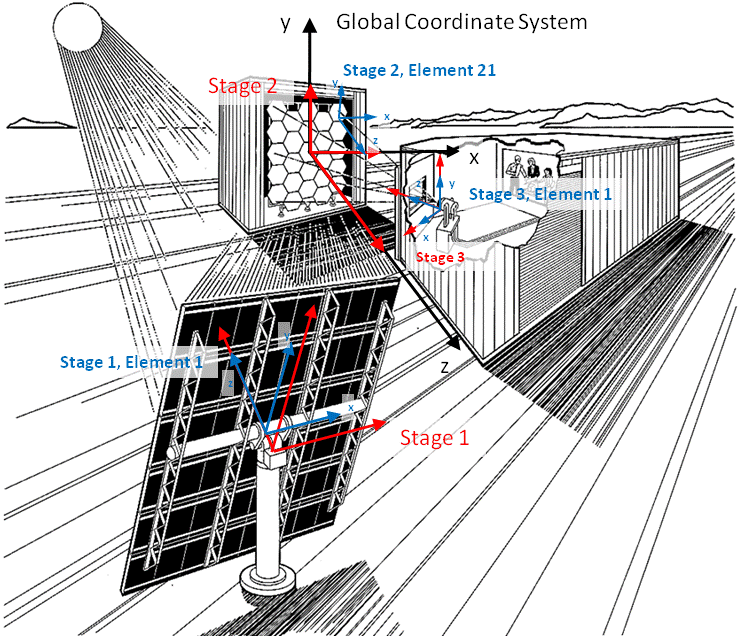 y Global Coordinate System
Stage 2, Element 21
Stage 2
y
x
z
x
z
y
Stage 3, Element 1
x
Stage 3
y
Stage 1, Element 1
z
z
x
Stage 1